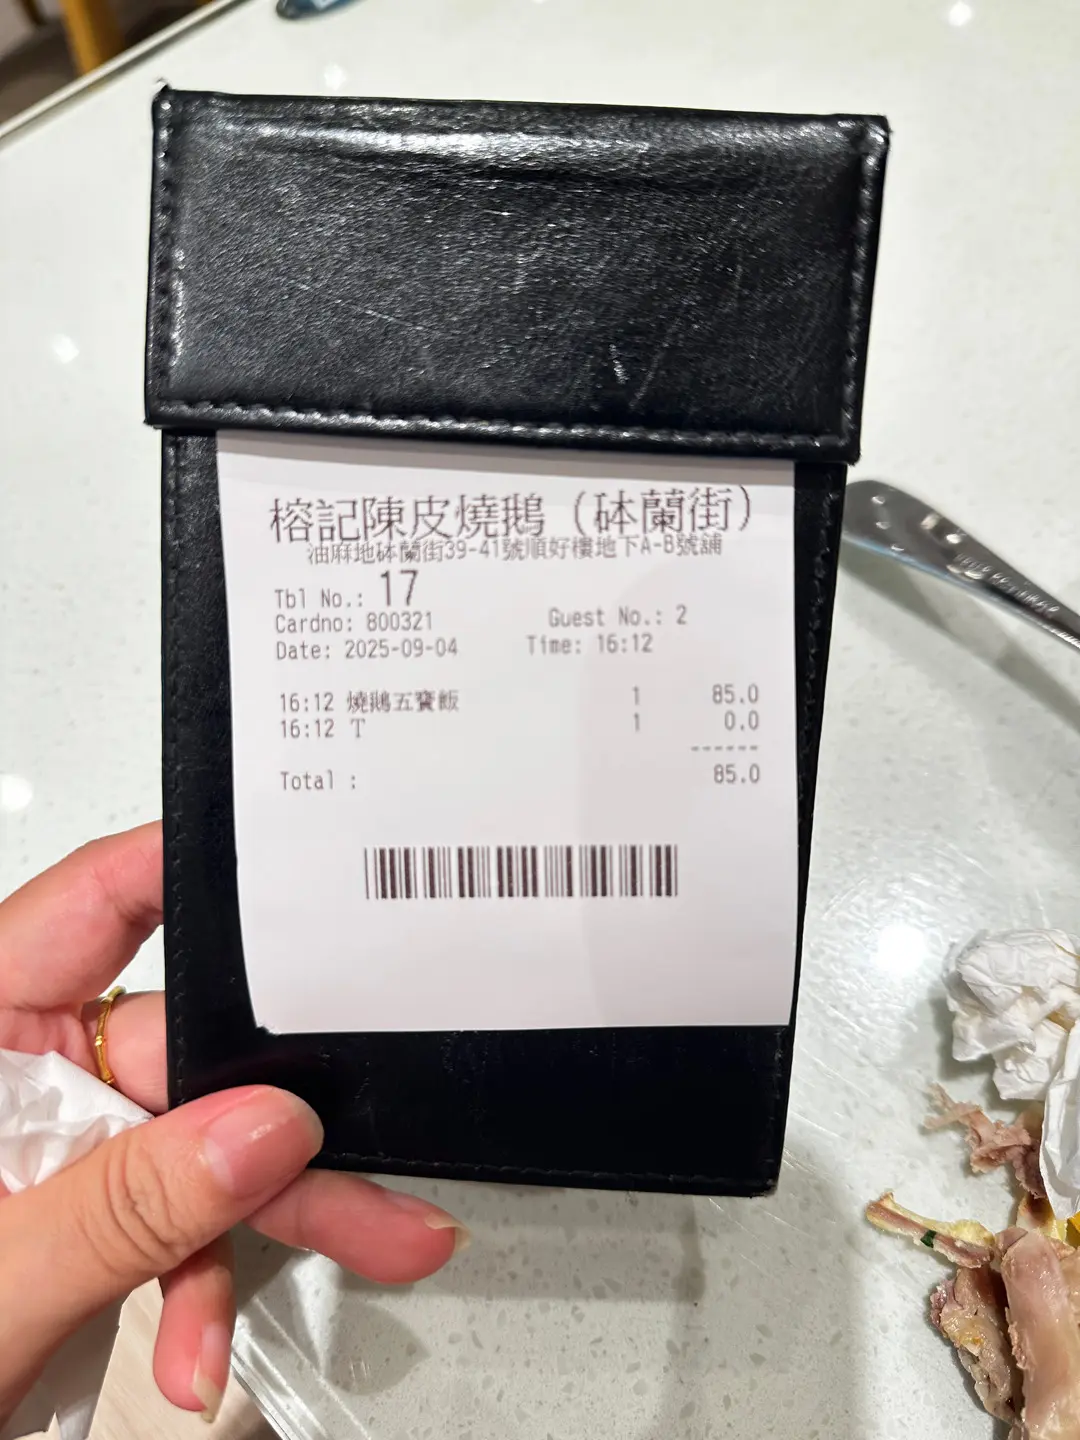 榕記陳皮燒鵝（砵蘭街）
油麻地砵蘭街39-41號順好樓地下A-B號舖
Tbl No.: 17
Cardno: 800321 Guest No.: 2
Date: 2025-09-04 Time: 16:12
16:12 燒鵝五寶飯 1 85.0
16:12 T 1 0.0
------
Total : 85.0